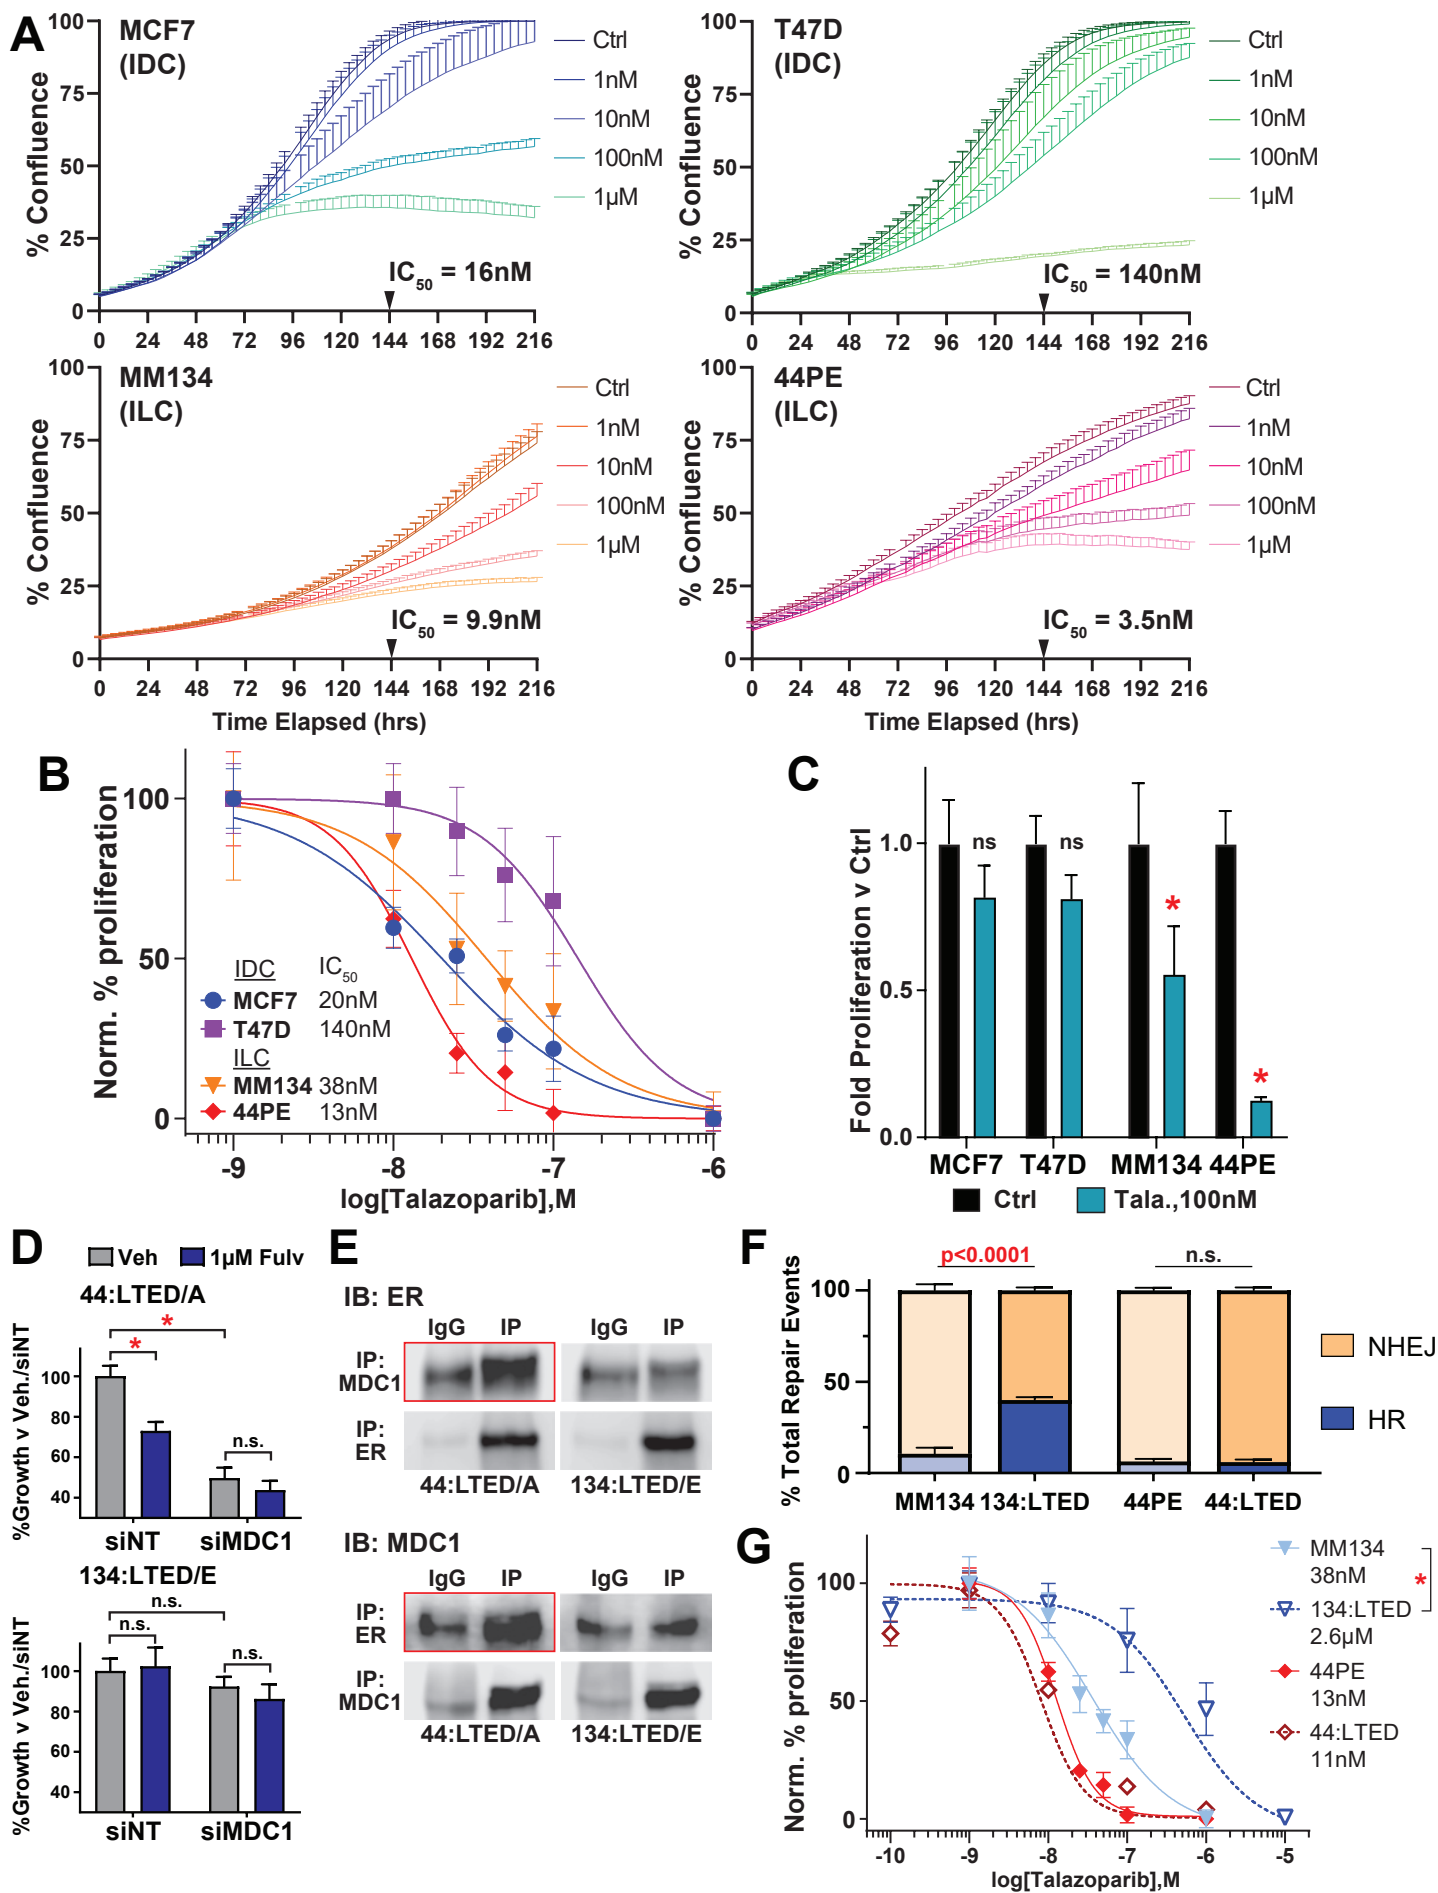 A
MCF7
(IDC)
% Confluence
100
75
50
25
0
Ctrl
1nM
10nM
100nM
1µM
IC50 = 16nM
0 24 48 72 96 120 144 168 192 216
T47D
(IDC)
% Confluence
100
75
50
25
0
Ctrl
1nM
10nM
100nM
1µM
IC50 = 140nM
0 24 48 72 96 120 144 168 192 216
MM134
(ILC)
% Confluence
100
75
50
25
0
Ctrl
1nM
10nM
100nM
1µM
IC50 = 9.9nM
0 24 48 72 96 120 144 168 192 216
Time Elapsed (hrs)
44PE
(ILC)
% Confluence
100
75
50
25
0
Ctrl
1nM
10nM
100nM
1µM
IC50 = 3.5nM
0 24 48 72 96 120 144 168 192 216
Time Elapsed (hrs)
B
Norm. % proliferation
100
50
0
IDC IC50
MCF7 20nM
T47D 140nM
ILC
MM134 38nM
44PE 13nM
-9 -8 -7 -6
log[Talazoparib],M
C
Fold Proliferation v Ctrl
1.0
0.5
0.0
ns
ns
*
*
MCF7 T47D MM134 44PE
Ctrl Tala.,100nM
D
Veh 1µM Fulv
44:LTED/A
%Growth v Veh./siNT
100
80
60
40
*
*
n.s.
siNT siMDC1
134:LTED/E
%Growth v Veh./siNT
100
80
60
40
n.s.
n.s.
n.s.
siNT siMDC1
E
IB: ER
IgG IP IgG IP
IP:
MDC1
IP:
ER
44:LTED/A 134:LTED/E
IB: MDC1
IgG IP IgG IP
IP:
ER
IP:
MDC1
44:LTED/A 134:LTED/E
F
% Total Repair Events
100
50
0
p<0.0001
n.s.
NHEJ
HR
MM134 134:LTED 44PE 44:LTED
G
Norm. % proliferation
100
50
0
MM134
38nM
*
134:LTED
2.6µM
44PE
13nM
44:LTED
11nM
-10 -9 -8 -7 -6 -5
log[Talazoparib],M